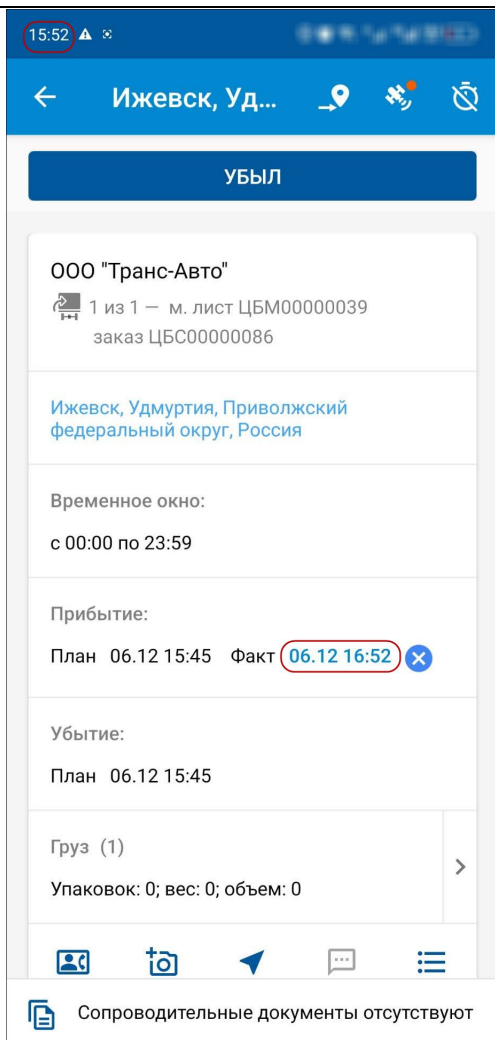 15:52
Ижевск, Уд...
УБЫЛ
ООО "Транс-Авто"
1 из 1 — м. лист ЦБМ00000039
заказ ЦБС00000086
Ижевск, Удмуртия, Приволжский
федеральный округ, Россия
Временное окно:
с 00:00 по 23:59
Прибытие:
План 06.12 15:45 Факт 06.12 16:52
Убытие:
План 06.12 15:45
Груз (1)
Упаковок: 0; вес: 0; объем: 0
Сопроводительные документы отсутствуют